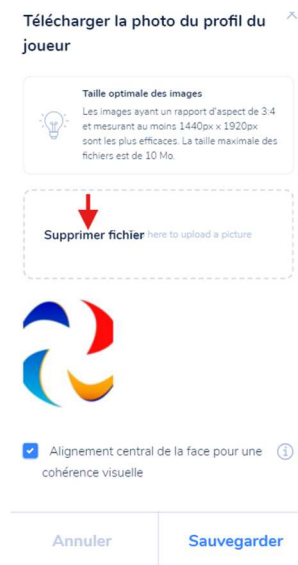 Télécharger la photo du profil du
joueur
Taille optimale des images
Les images ayant un rapport d'aspect de 3:4
et mesurant au moins 1440px x 1920px
sont les plus efficaces. La taille maximale des
fichiers est de 10 Mo.
Supprimer fichier here to upload a picture
Alignement central de la face pour une
cohérence visuelle
Annuler Sauvegarder